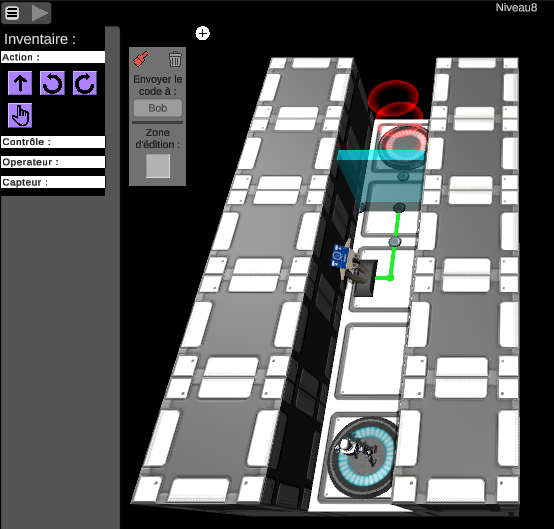 Niveau8
Inventaire :
Action :
Contrôle :
Operateur :
Capteur :
Envoyer le
code à :
Bob
Zone
d'édition :